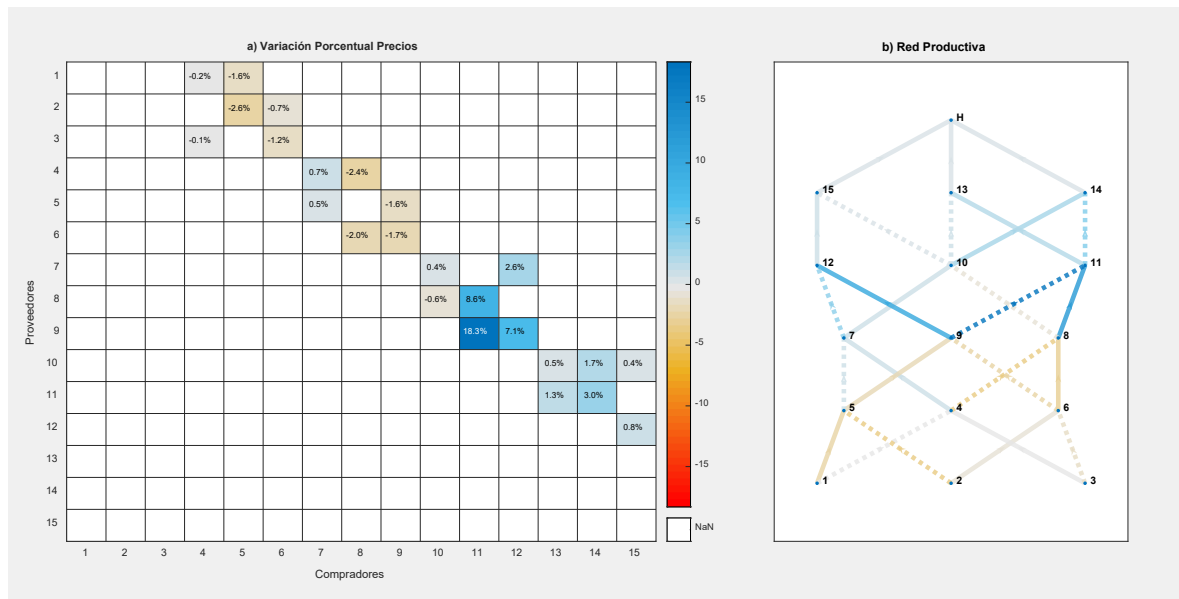 a) Variación Porcentual Precios
Proveedores
1 -0.2% -1.6%
2 -2.6% -0.7%
3 -0.1% -1.2%
4 0.7% -2.4%
5 0.5% -1.6%
6 -2.0% -1.7%
7 0.4% 2.6%
8 -0.6% 8.6%
9 18.3% 7.1%
10 0.5% 1.7% 0.4%
11 1.3% 3.0%
12 0.8%
13
14
15
1 2 3 4 5 6 7 8 9 10 11 12 13 14 15
Compradores
15
10
5
0
-5
-10
-15
NaN
b) Red Productiva
H
15 13 14
12 10 11
7 9 8
5 4 6
1 2 3